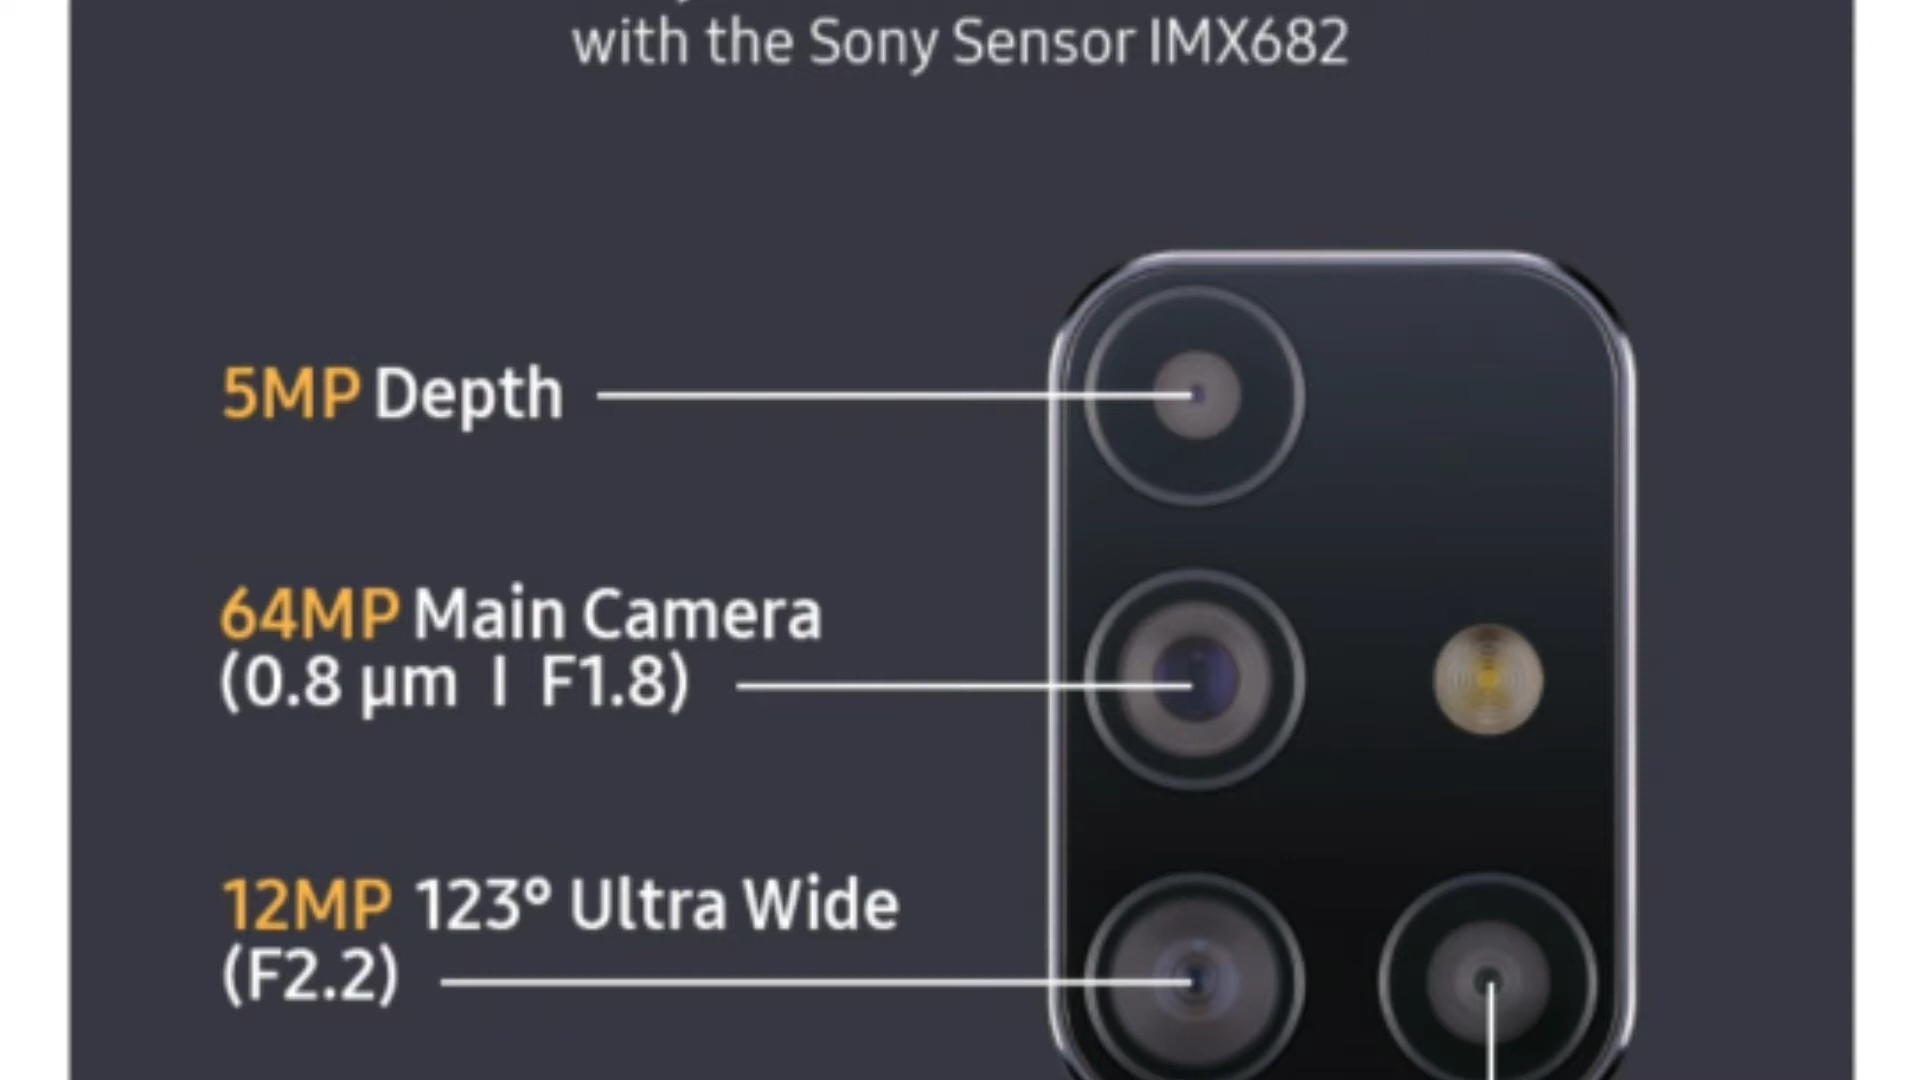 with the Sony Sensor IMX682
5MP Depth
64MP Main Camera
(0.8 μm | F1.8)
12MP 123° Ultra Wide
(F2.2)